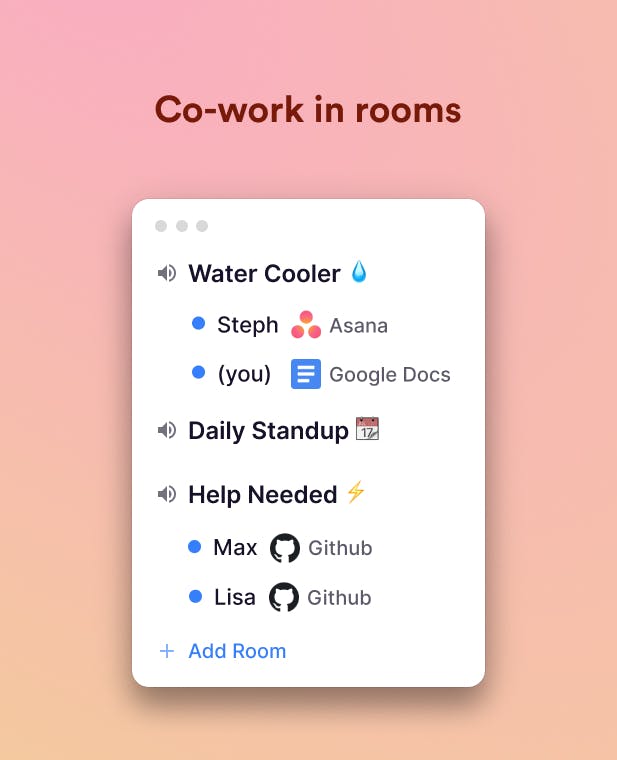 Co-work in rooms
Water Cooler 💧
Steph Asana
(you) Google Docs
Daily Standup 17
Help Needed ⚡
Max Github
Lisa Github
+ Add Room